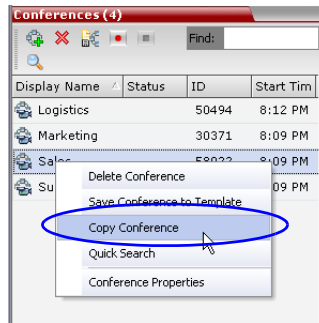 Conferences (4)
Find:
Display Name Status ID Start Tim
Logistics 50494 8:12 PM
Marketing 30371 8:09 PM
Sales 8:09 PM
Su 09 PM
Delete Conference
Save Conference to Template
Copy Conference
Quick Search
Conference Properties